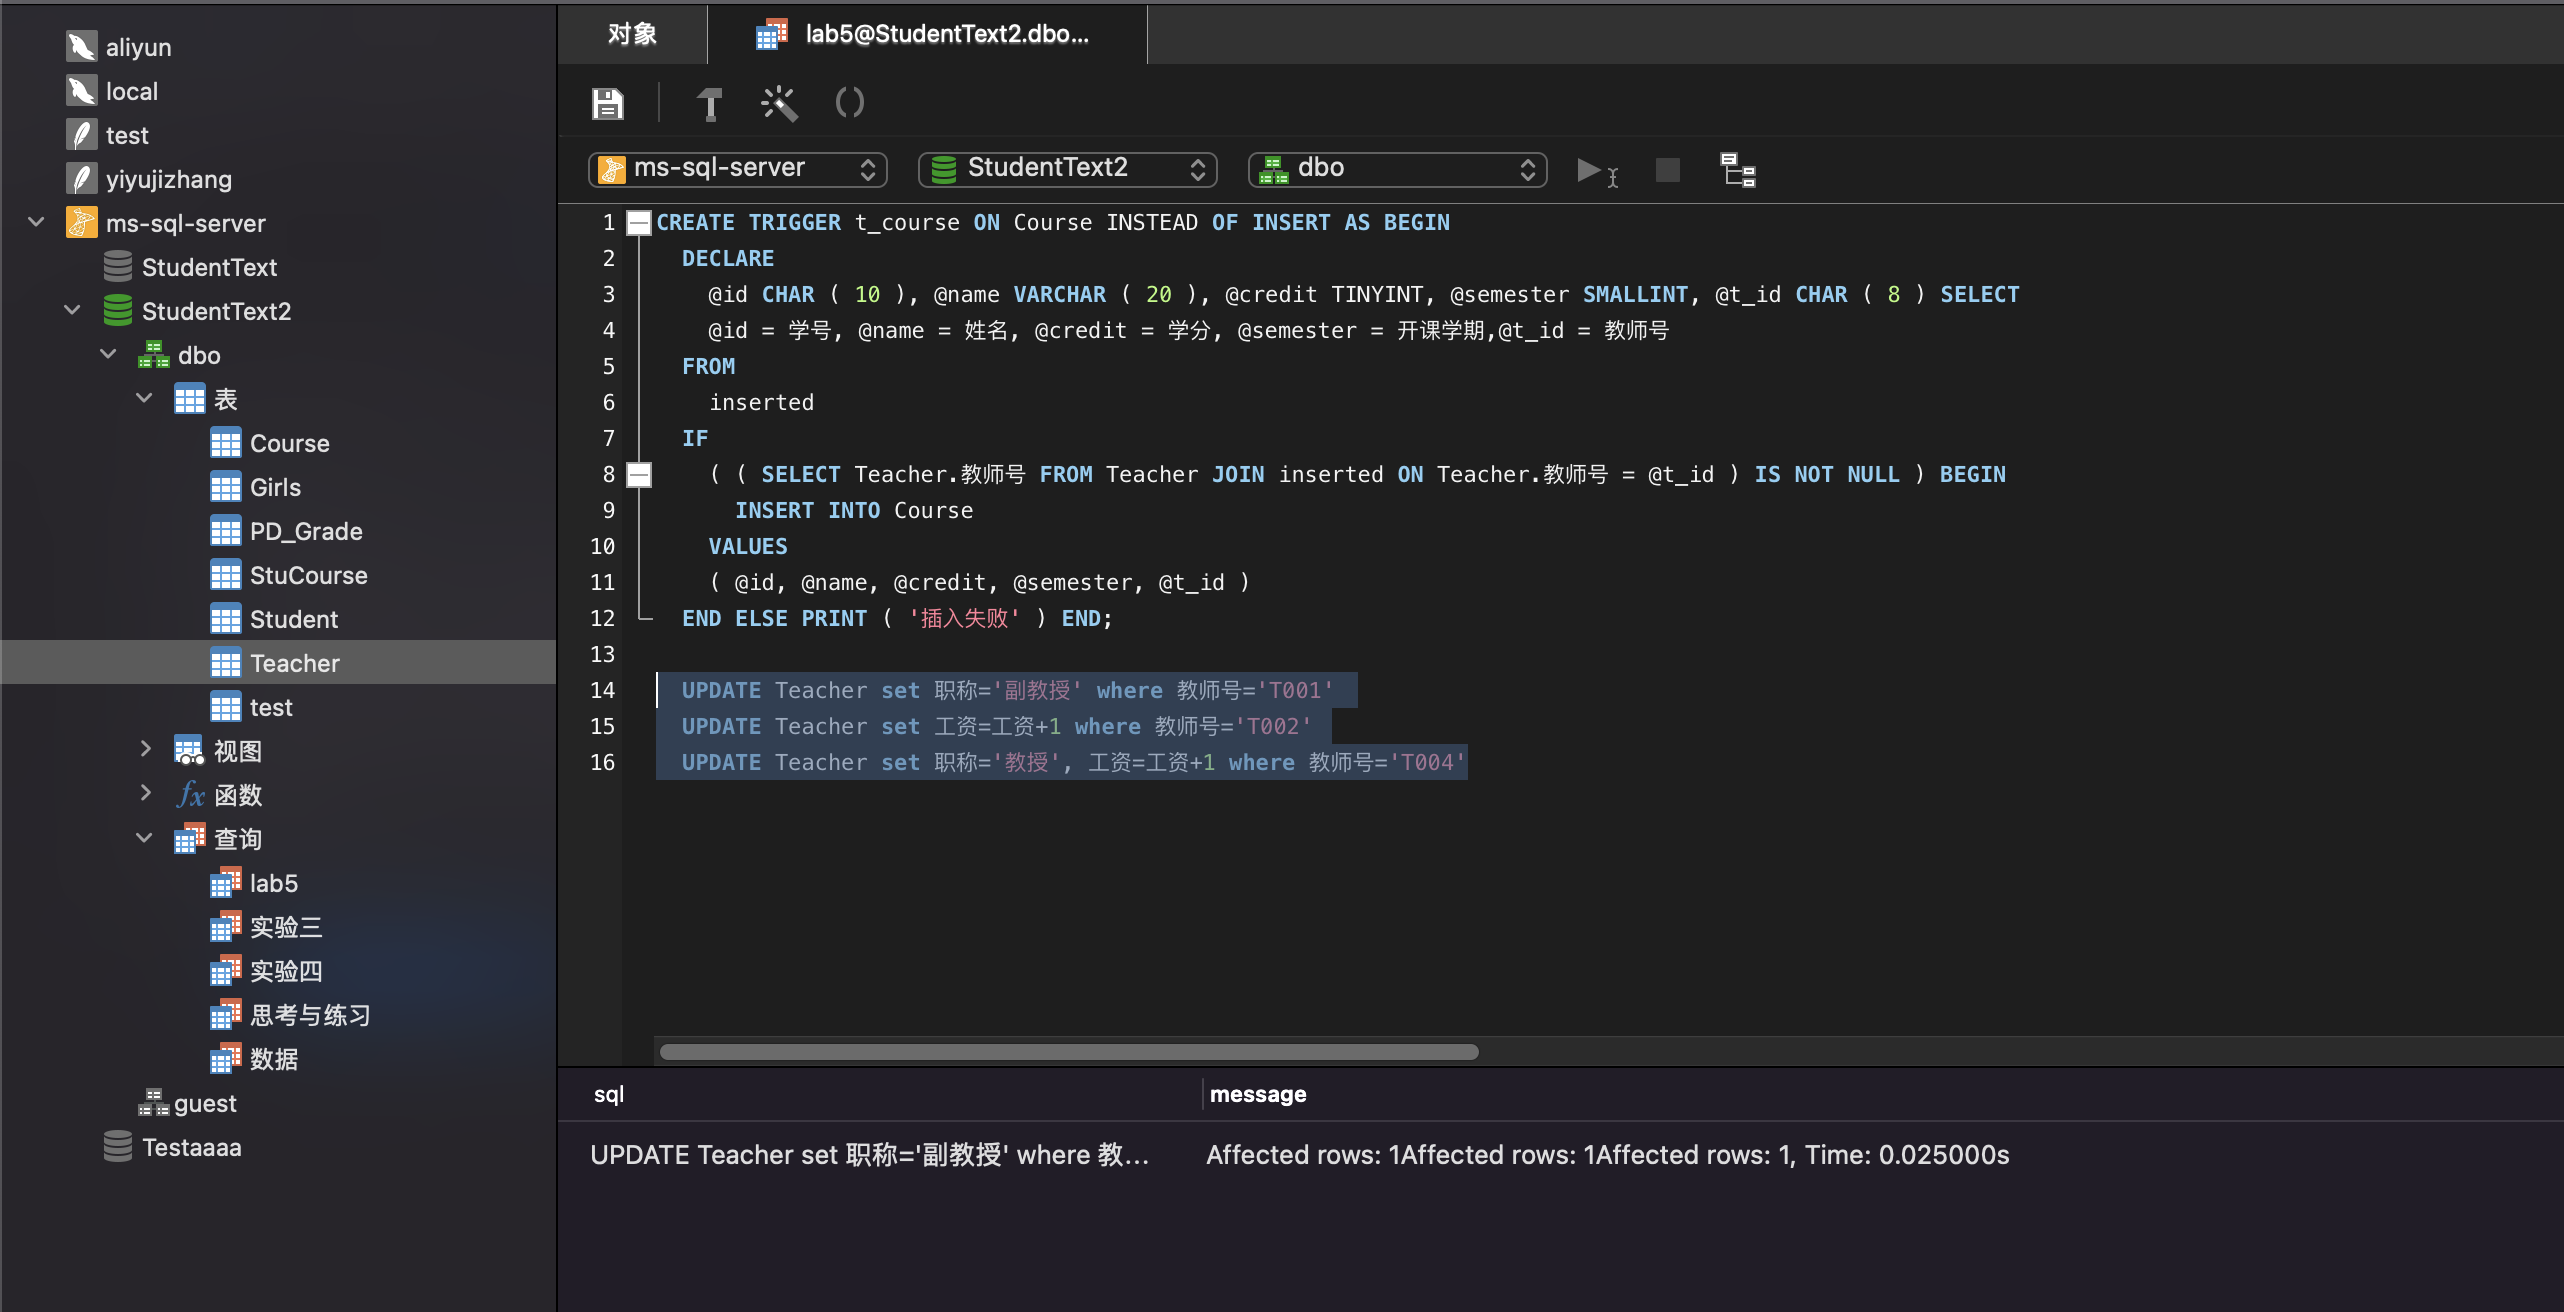 aliyun
local
test
yiyujizhang
ms-sql-server
StudentText
StudentText2
dbo
表
Course
Girls
PD_Grade
StuCourse
Student
Teacher
test
视图
fx 函数
查询
lab5
实验三
实验四
思考与练习
数据
guest
Testaaaa
对象
lab5@StudentText2.dbo...
ms-sql-server StudentText2 dbo
1 CREATE TRIGGER t_course ON Course INSTEAD OF INSERT AS BEGIN
2 DECLARE
3 @id CHAR ( 10 ), @name VARCHAR ( 20 ), @credit TINYINT, @semester SMALLINT, @t_id CHAR ( 8 ) SELECT
4 @id = 学号, @name = 姓名, @credit = 学分, @semester = 开课学期,@t_id = 教师号
5 FROM
6 inserted
7 IF
8 ( ( SELECT Teacher.教师号 FROM Teacher JOIN inserted ON Teacher.教师号 = @t_id ) IS NOT NULL ) BEGIN
9 INSERT INTO Course
10 VALUES
11 ( @id, @name, @credit, @semester, @t_id )
12 END ELSE PRINT ( '插入失败' ) END;
13
14 UPDATE Teacher set 职称='副教授' where 教师号='T001'
15 UPDATE Teacher set 工资=工资+1 where 教师号='T002'
16 UPDATE Teacher set 职称='教授', 工资=工资+1 where 教师号='T004'
sql message
UPDATE Teacher set 职称='副教授' where 教... Affected rows: 1Affected rows: 1Affected rows: 1, Time: 0.025000s